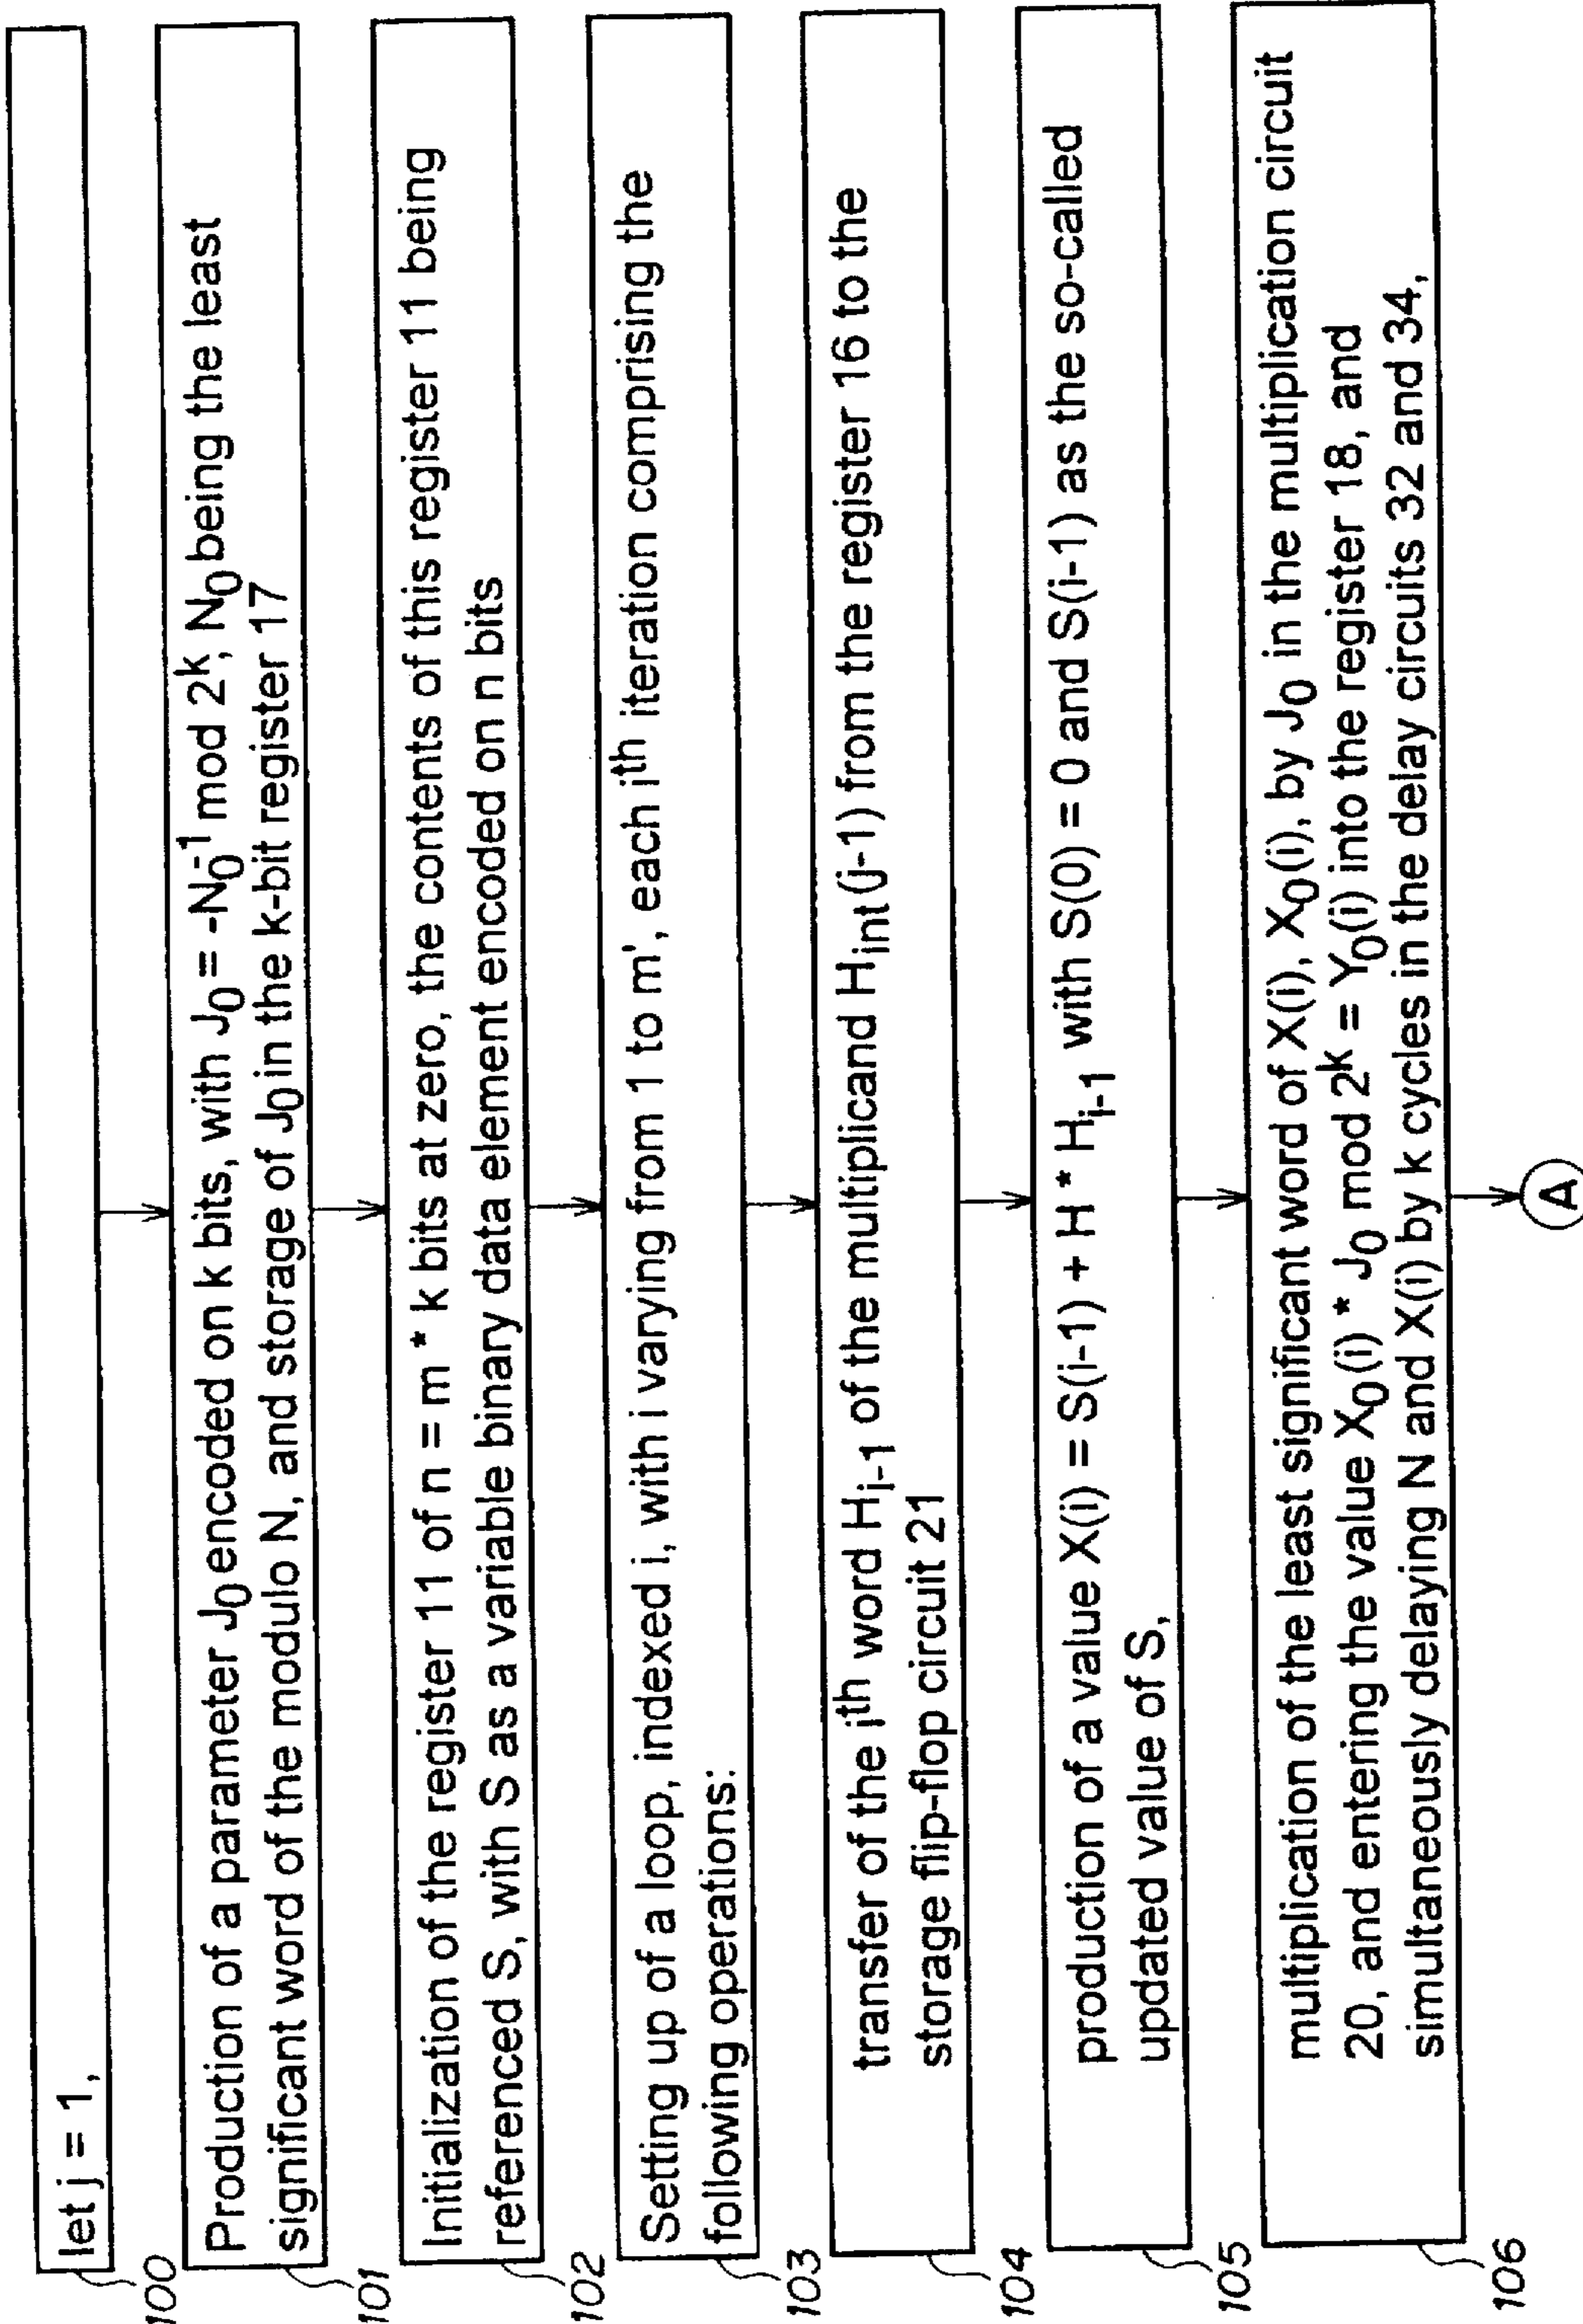 let j = 1,
100
Production of a parameter J₀ encoded on k bits, with J₀ = -N₀⁻¹ mod 2ᵏ, N₀ being the least
significant word of the modulo N, and storage of J₀ in the k-bit register 17
101
Initialization of the register 11 of n = m * k bits at zero, the contents of this register 11 being
referenced S, with S as a variable binary data element encoded on n bits
102
Setting up of a loop, indexed i, with i varying from 1 to m', each iᵗʰ iteration comprising the
following operations:
103
transfer of the iᵗʰ word Hᵢ₋₁ of the multiplicand H_int(j-1) from the register 16 to the
storage flip-flop circuit 21
104
production of a value X(i) = S(i-1) + H * Hᵢ₋₁ with S(0) = 0 and S(i-1) as the so-called
updated value of S,
105
multiplication of the least significant word of X(i), X₀(i), by J₀ in the multiplication circuit
20, and entering the value X₀(i) * J₀ mod 2ᵏ = Y₀(i) into the register 18, and
simultaneously delaying N and X(i) by k cycles in the delay circuits 32 and 34,
106
A